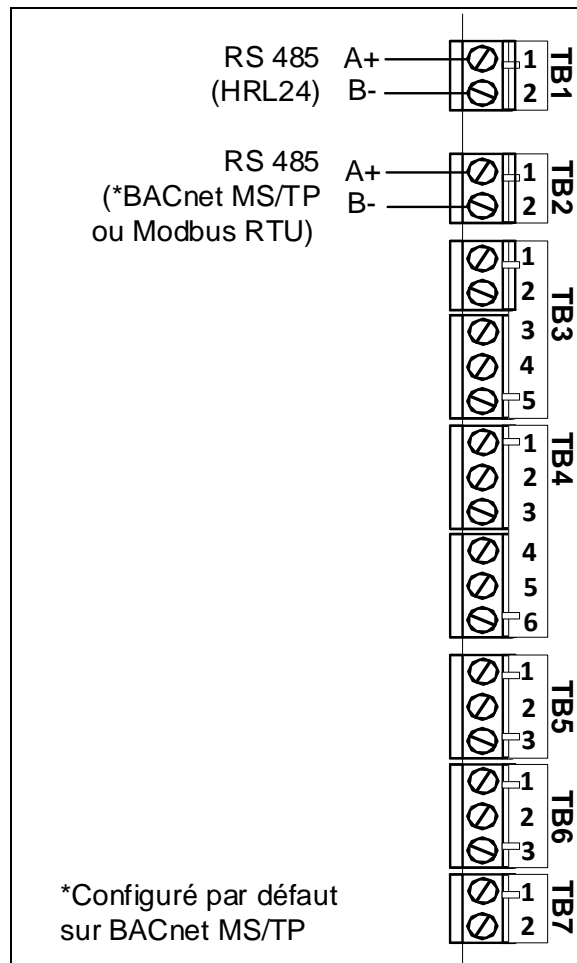 RS 485 A+ 1 TB1
(HRL24) B- 2
RS 485 A+ 1 TB2
(*BACnet MS/TP B- 2
ou Modbus RTU)
1 TB3
2
3
4
5
1 TB4
2
3
4
5
6
1 TB5
2
3
1 TB6
2
3
1 TB7
2
*Configuré par défaut
sur BACnet MS/TP